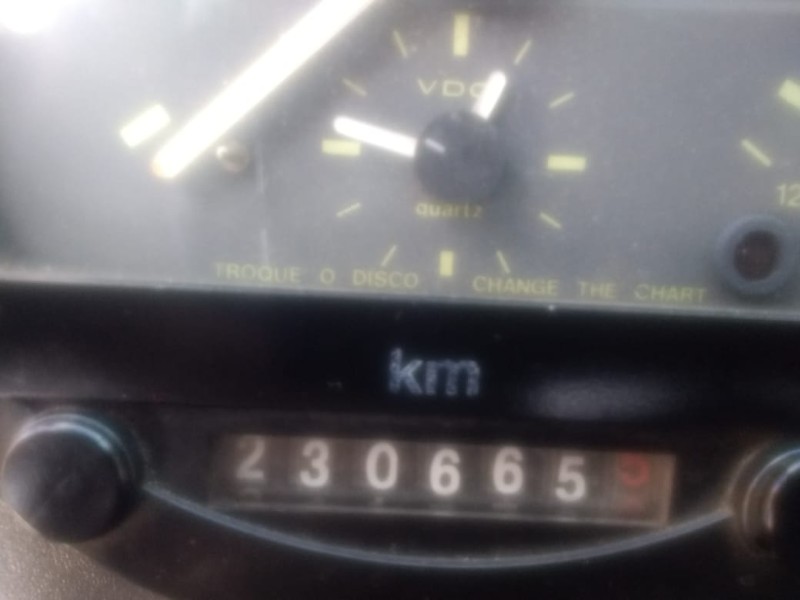 VDO
quartz
12
TROQUE O DISCO CHANGE THE CHART
km
230665